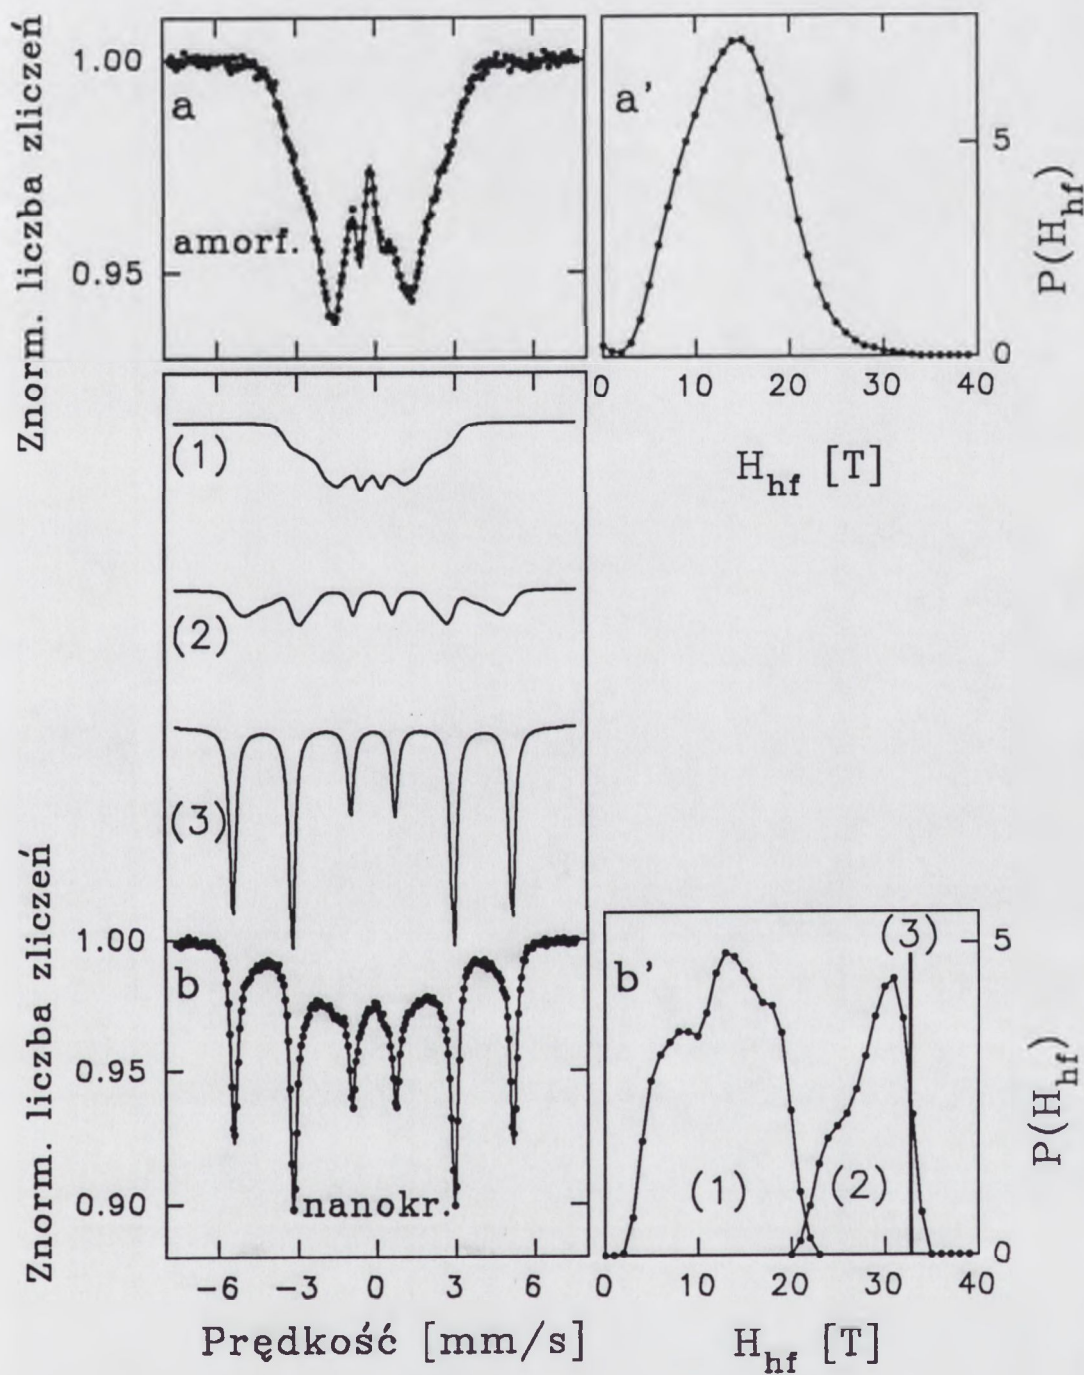 Znorm. liczba zliczeń
1.00
0.95
a
amorf.
a'
5
0
P(H_hf)
0 10 20 30 40
H_hf [T]
(1)
(2)
(3)
Znorm. liczba zliczeń
1.00
0.95
0.90
b
nanokr.
-6 -3 0 3 6
Prędkość [mm/s]
b'
(1)
(2)
(3)
5
0
P(H_hf)
0 10 20 30 40
H_hf [T]